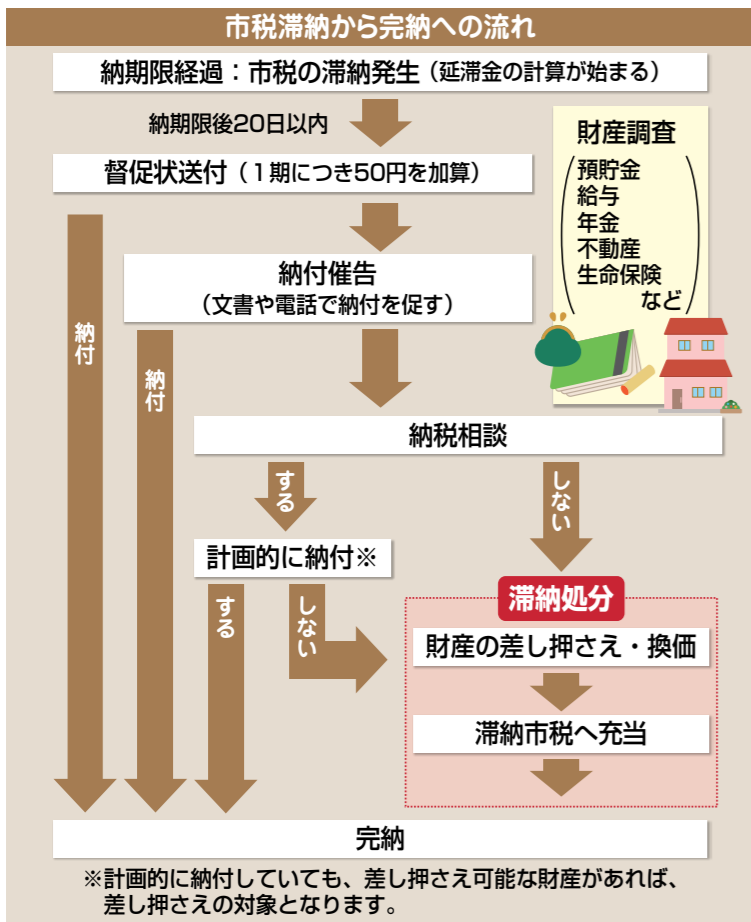 市税滞納から完納への流れ
納期限経過：市税の滞納発生（延滞金の計算が始まる）
納期限後20日以内
督促状送付（１期につき50円を加算）
財産調査
預貯金
給与
年金
不動産
生命保険
など
納付催告
（文書や電話で納付を促す）
納付
納付
納税相談
する
しない
計画的に納付※
する
しない
滞納処分
財産の差し押さえ・換価
滞納市税へ充当
完納
※計画的に納付していても、差し押さえ可能な財産があれば、
差し押さえの対象となります。